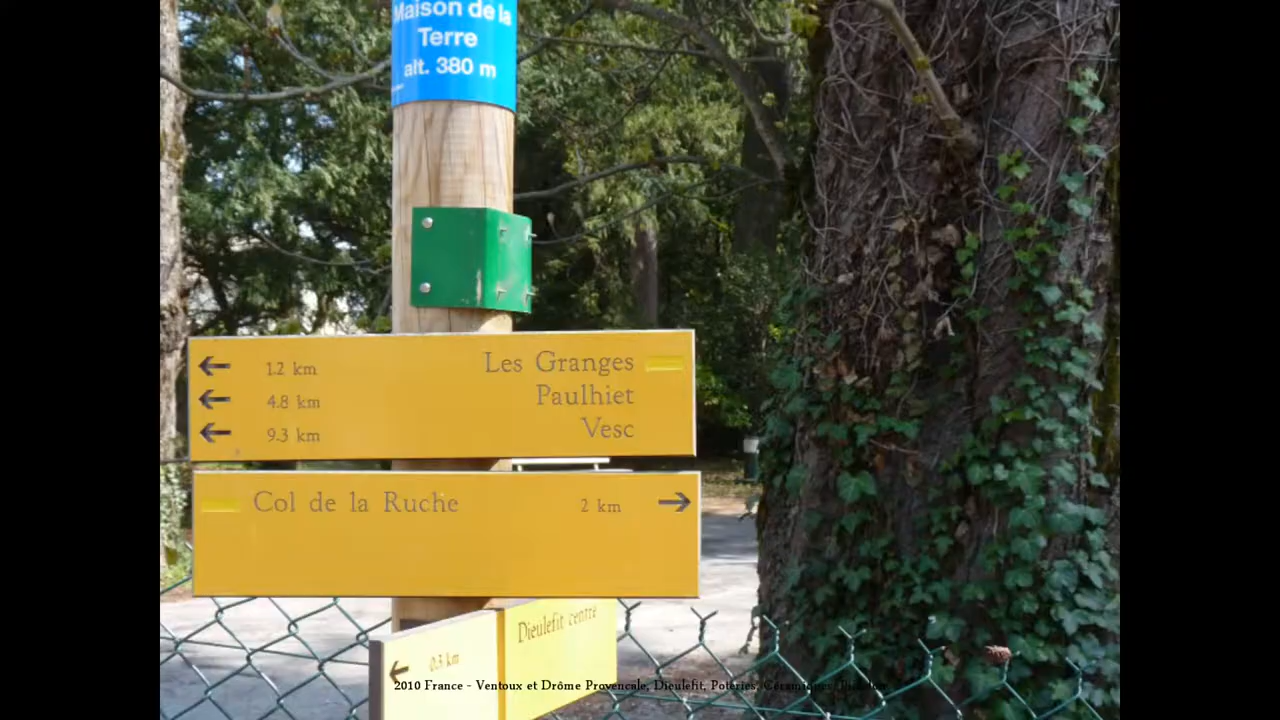 Maison de la
Terre
alt. 380 m
1.2 km Les Granges
4.8 km Paulhiet
9.3 km Vesc
Col de la Ruche 2 km
0.3 km Dieulefit centre
2010 France - Ventoux et Drôme Provençale, Dieulefit, Poteries, Céramiques,